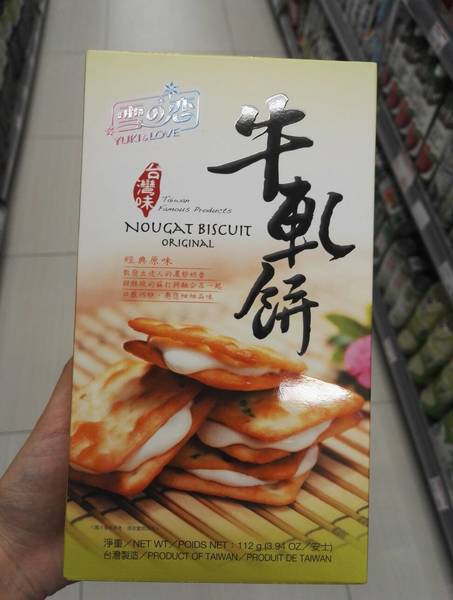 雪の恋
YUKI & LOVE
牛軋餅
台灣味
Taiwan
Famous Products
NOUGAT BISCUIT
ORIGINAL
經典原味
淨重／NET WT／POIDS NET：112 g (3.94 OZ／安士)
台灣製造／PRODUCT OF TAIWAN／PRODUIT DE TAIWAN